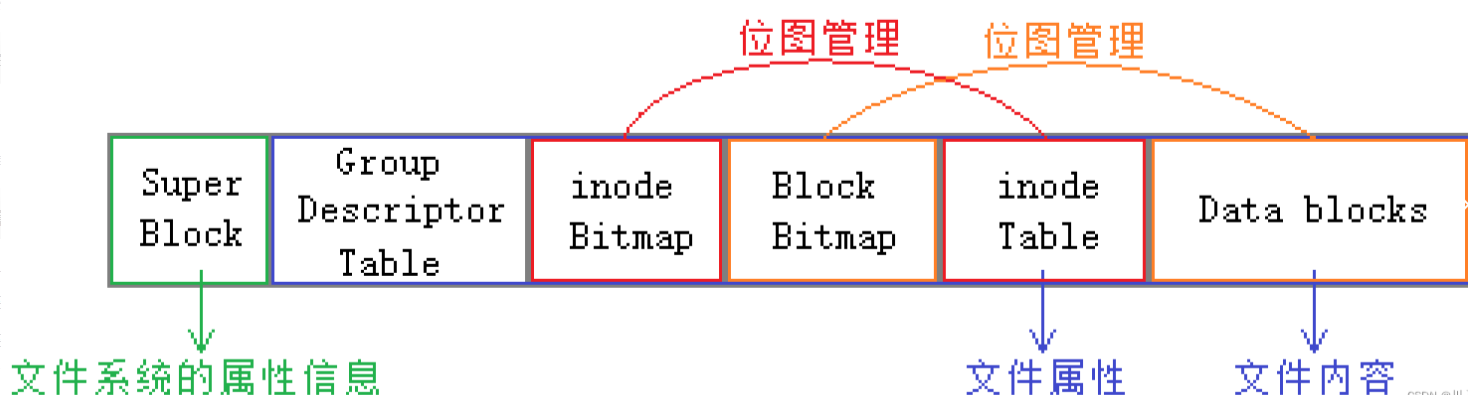 位图管理
位图管理
Super
Block
Group
Descriptor
Table
inode
Bitmap
Block
Bitmap
inode
Table
Data blocks
文件系统的属性信息
文件属性
文件内容